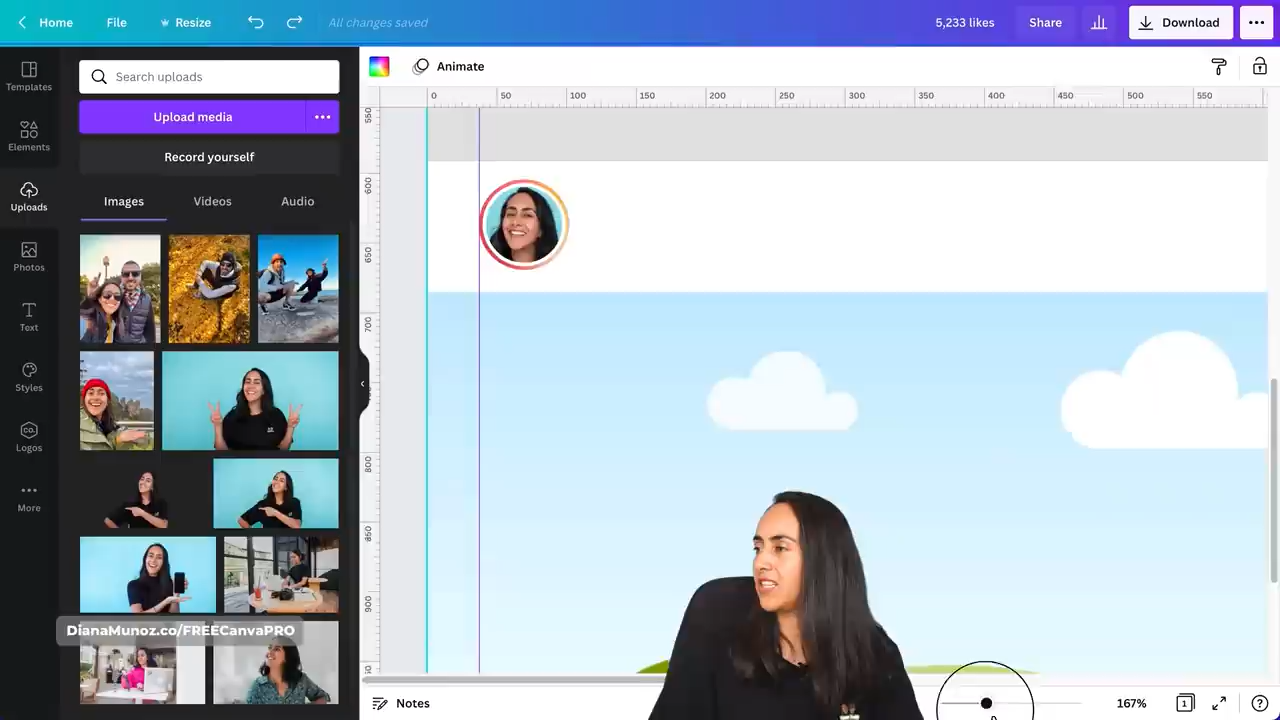 Home File Resize All changes saved 5,233 likes Share Download
Templates
Elements
Uploads
Photos
Text
Styles
Logos
CO.
More
Search uploads
Upload media
Record yourself
Images Videos Audio
DianaMunoz.co/FREECanvaPRO
Animate
0 50 100 150 200 250 300 350 400 450 500 550
550
600
650
700
800
850
900
Notes 167% 1 ?